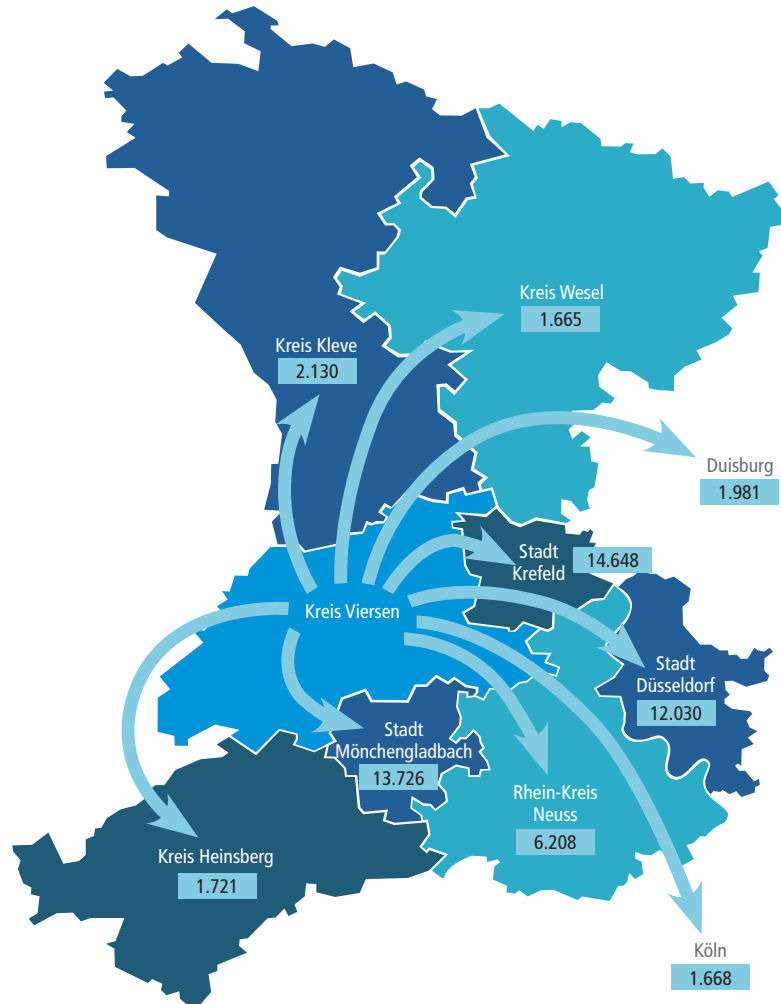 Kreis Wesel
1.665
Kreis Kleve
2.130
Duisburg
1.981
Stadt
Krefeld
14.648
Kreis Viersen
Stadt
Düsseldorf
12.030
Stadt
Mönchengladbach
13.726
Rhein-Kreis
Neuss
6.208
Kreis Heinsberg
1.721
Köln
1.668